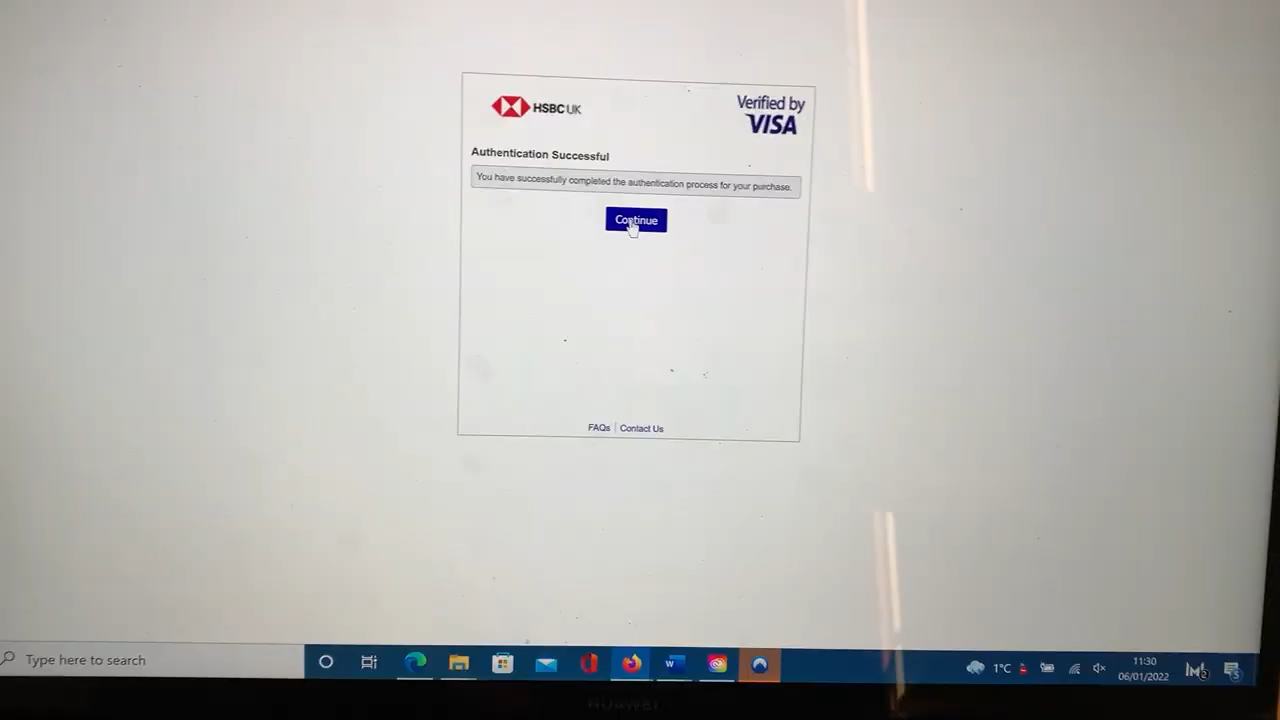 HSBC UK
Verified by
VISA
Authentication Successful
You have successfully completed the authentication process for your purchase.
Continue
FAQs | Contact Us
Type here to search
1°C
11:30
06/01/2022
HUAWEI